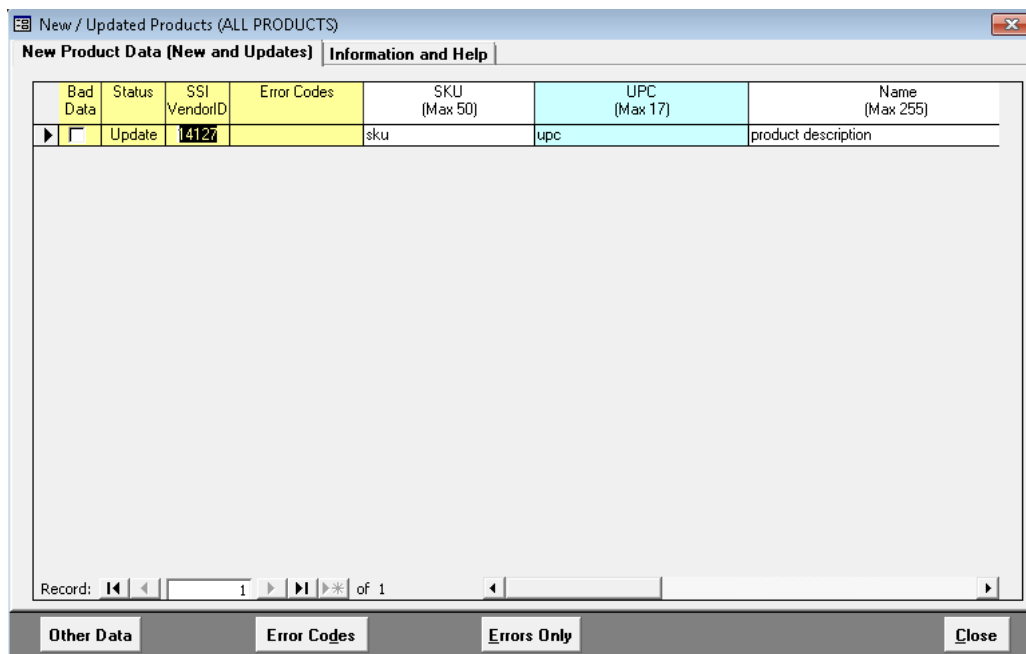 New / Updated Products (ALL PRODUCTS)
New Product Data (New and Updates) Information and Help
Bad Data Status SSI VendorID Error Codes SKU (Max 50) UPC (Max 17) Name (Max 255)
Update 14127 sku upc product description
Record: 1 of 1
Other Data Error Codes Errors Only Close